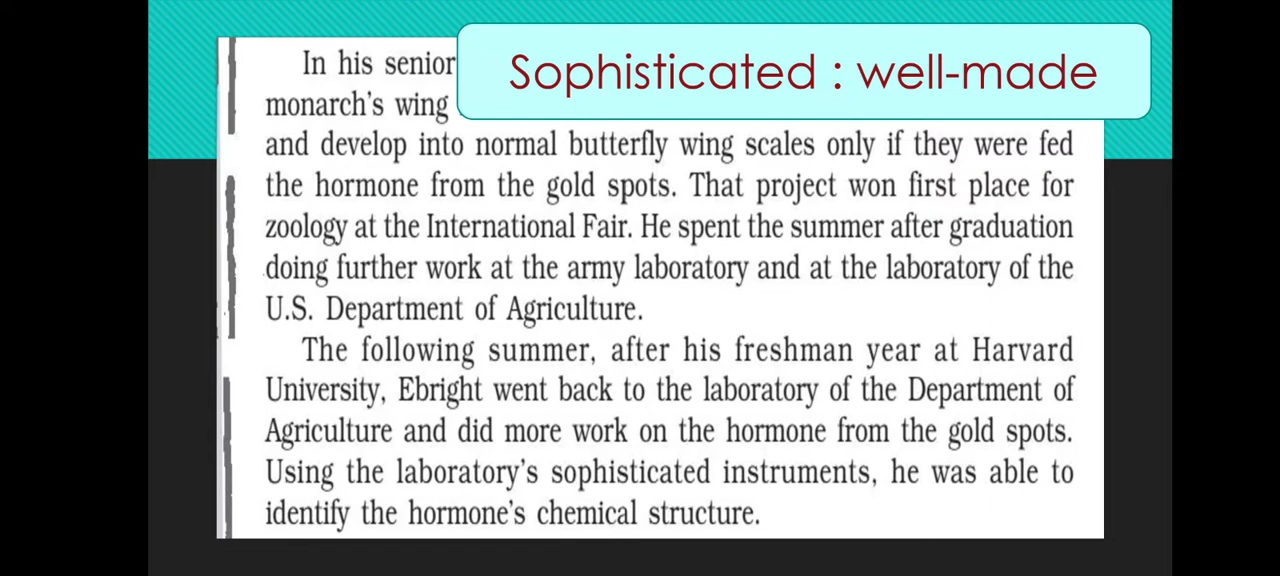 Sophisticated : well-made
In his senior
monarch's wing
and develop into normal butterfly wing scales only if they were fed
the hormone from the gold spots. That project won first place for
zoology at the International Fair. He spent the summer after graduation
doing further work at the army laboratory and at the laboratory of the
U.S. Department of Agriculture.
The following summer, after his freshman year at Harvard
University, Ebright went back to the laboratory of the Department of
Agriculture and did more work on the hormone from the gold spots.
Using the laboratory's sophisticated instruments, he was able to
identify the hormone's chemical structure.